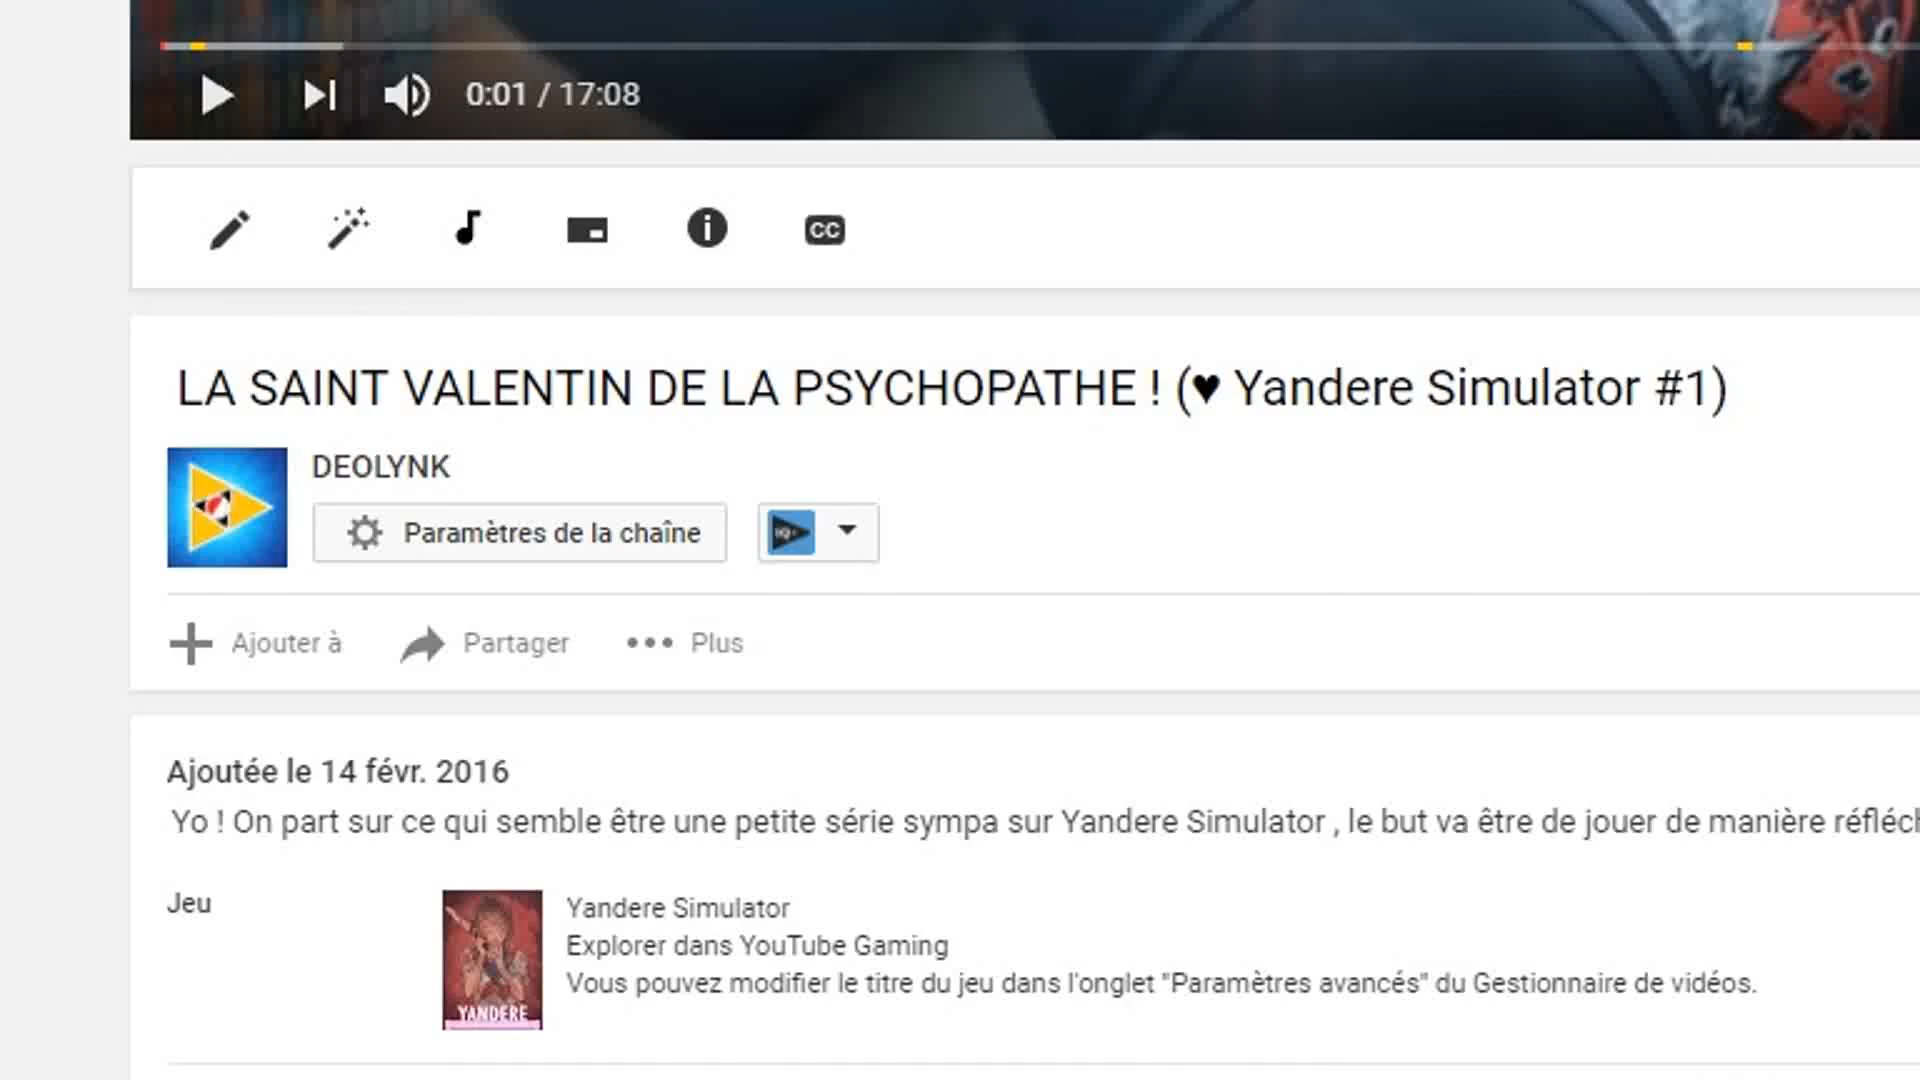 0:01 / 17:08
CC
LA SAINT VALENTIN DE LA PSYCHOPATHE ! (♥ Yandere Simulator #1)
DEOLYNK
Paramètres de la chaîne
Ajouter à
Partager
Plus
Ajoutée le 14 févr. 2016
Yo ! On part sur ce qui semble être une petite série sympa sur Yandere Simulator , le but va être de jouer de manière
Jeu
Yandere Simulator
Explorer dans YouTube Gaming
Vous pouvez modifier le titre du jeu dans l'onglet "Paramètres avancés" du Gestionnaire de vidéos.
YANDERE